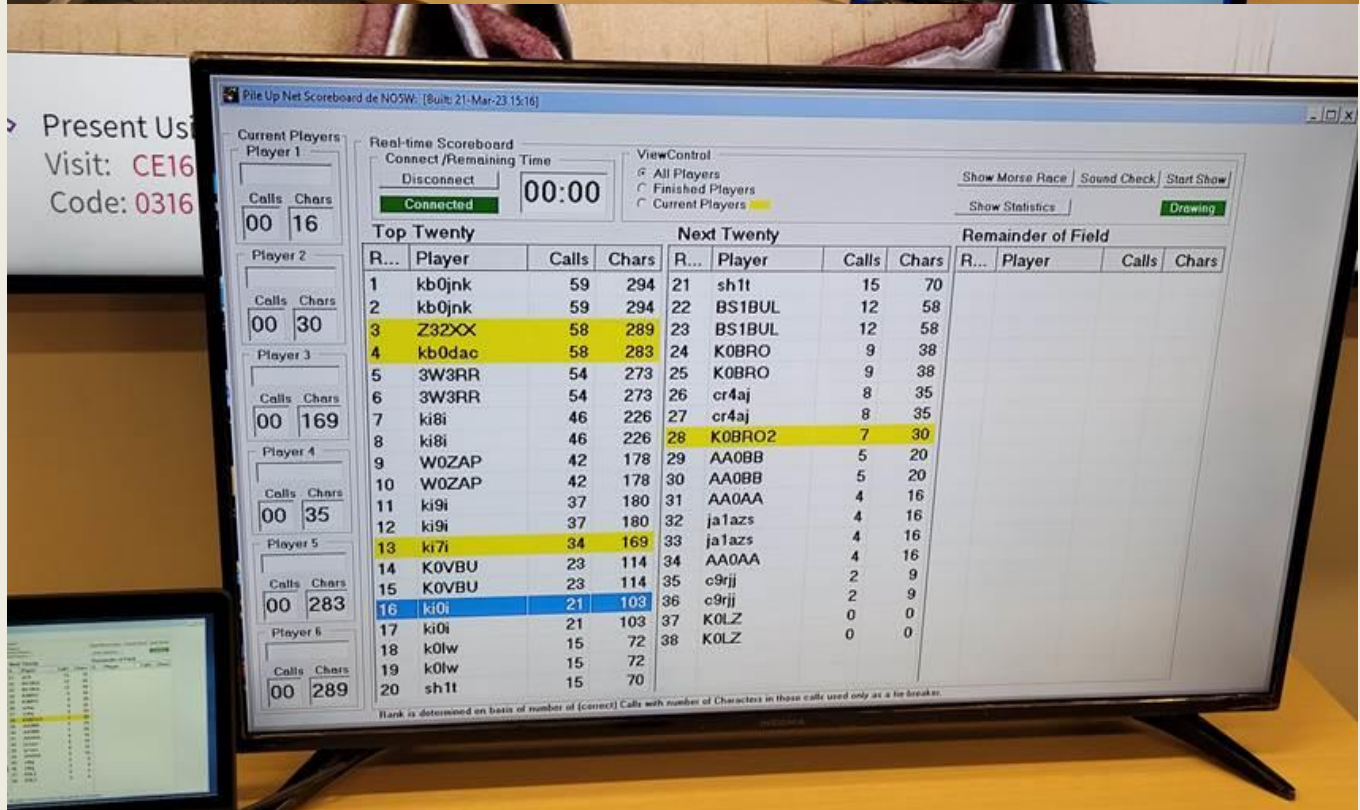 Present Usi
Visit: CE16
Code: 0316
Pile Up Net Scoreboard de NO5W: [Built: 21-Mar-23 15:16]
Current Players
Player 1
Calls Chars
00 16
Player 2
Calls Chars
00 30
Player 3
Calls Chars
00 169
Player 4
Calls Chars
00 35
Player 5
Calls Chars
00 283
Player 6
Calls Chars
00 289
Real-time Scoreboard
Connect /Remaining Time
Disconnect
Connected
00:00
ViewControl
All Players
Finished Players
Current Players
Show Morse Race Sound Check Start Show
Show Statistics Drawing
Top Twenty
R... Player Calls Chars
1 kb0jnk 59 294
2 kb0jnk 59 294
3 Z32XX 58 289
4 kb0dac 58 283
5 3W3RR 54 273
6 3W3RR 54 273
7 ki8i 46 226
8 ki8i 46 226
9 W0ZAP 42 178
10 W0ZAP 42 178
11 ki9i 37 180
12 ki9i 37 180
13 ki7i 34 169
14 K0VBU 23 114
15 K0VBU 23 114
16 ki0i 21 103
17 ki0i 21 103
18 k0lw 15 72
19 k0lw 15 72
20 sh1t 15 70
Next Twenty
R... Player Calls Chars
21 sh1t 15 70
22 BS1BUL 12 58
23 BS1BUL 12 58
24 K0BRO 9 38
25 K0BRO 9 38
26 cr4aj 8 35
27 cr4aj 8 35
28 K0BRO2 7 30
29 AA0BB 5 20
30 AA0BB 5 20
31 AA0AA 4 16
32 ja1azs 4 16
33 ja1azs 4 16
34 AA0AA 4 16
35 c9rjj 2 9
36 c9rjj 2 9
37 K0LZ 0 0
38 K0LZ 0 0
Remainder of Field
R... Player Calls Chars
Rank is determined on basis of number of (correct) Calls with number of Characters in those calls used only as a tie breaker.